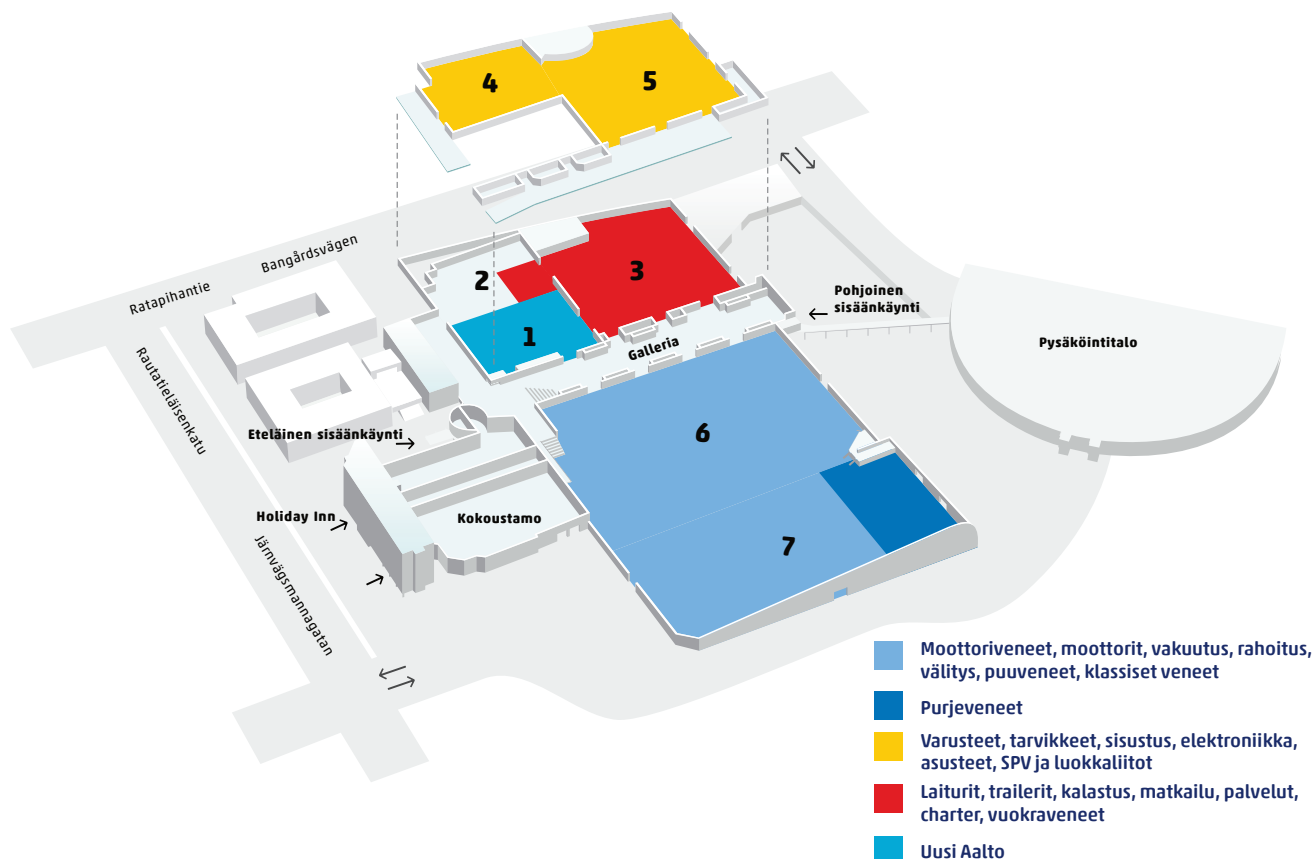 4
5
Bangårdsvägen
Ratapihantie
2
3
Pohjoinen
sisäänkäynti
1
Galleria
Pysäköintitalo
Rautatieläisenkatu
Eteläinen sisäänkäynti
6
Holiday Inn
Kokoustamo
Järnvägsmannagatan
7
Moottoriveneet, moottorit, vakuutus, rahoitus,
välitys, puuveneet, klassiset veneet
Purjeveneet
Varusteet, tarvikkeet, sisustus, elektroniikka,
asusteet, SPV ja luokkaliitot
Laiturit, trailerit, kalastus, matkailu, palvelut,
charter, vuokraveneet
Uusi Aalto